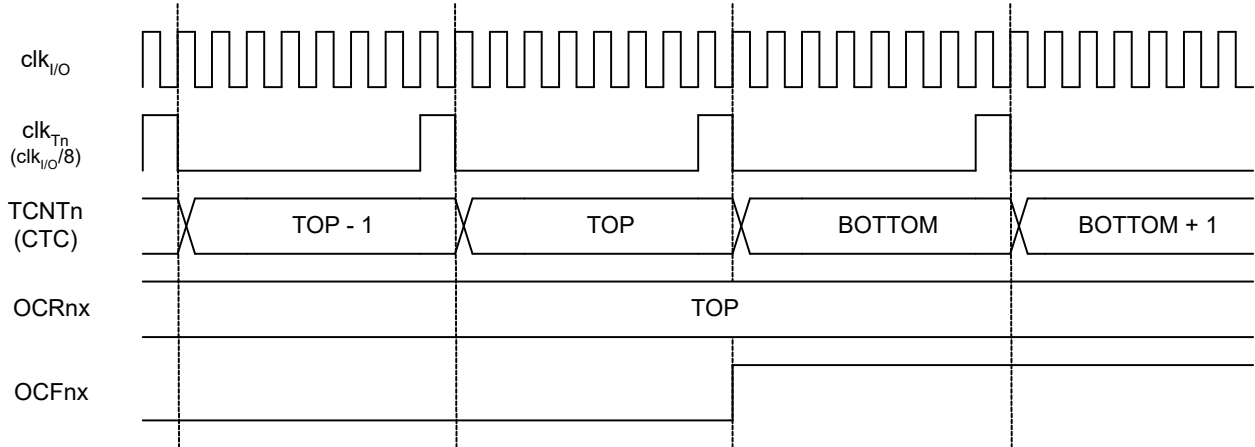 clkI/O
clkTn
(clkI/O/8)
TCNTn
(CTC)
TOP - 1
TOP
BOTTOM
BOTTOM + 1
OCRnx
TOP
OCFnx